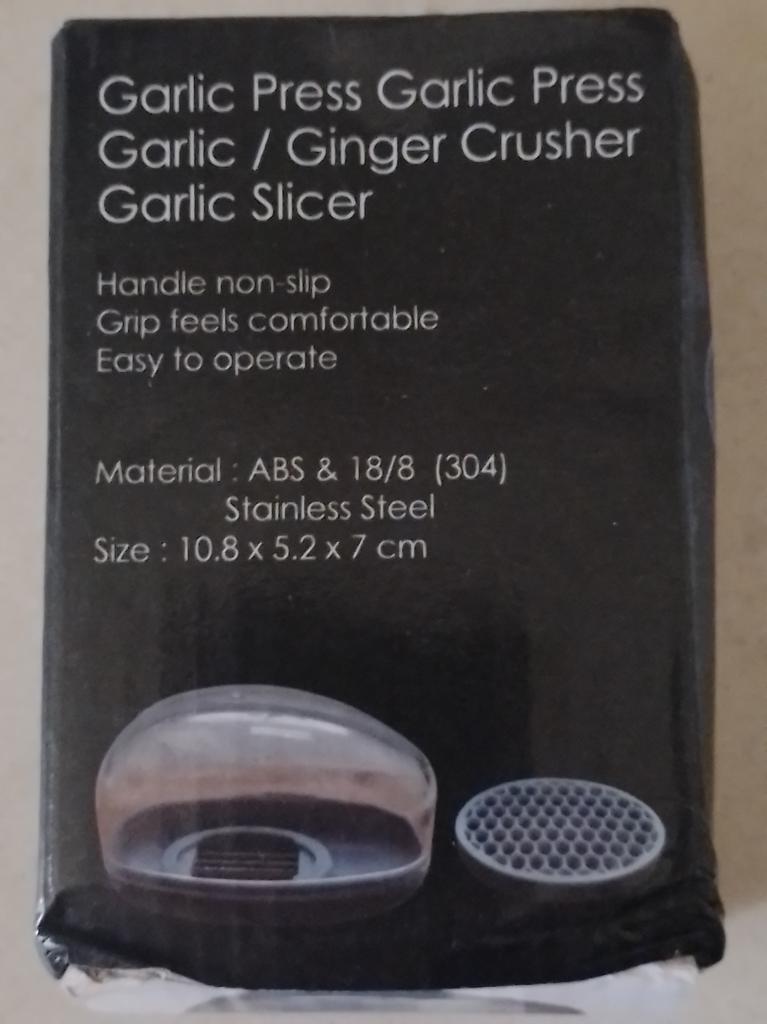 Garlic Press Garlic Press
Garlic / Ginger Crusher
Garlic Slicer
Handle non-slip
Grip feels comfortable
Easy to operate
Material : ABS & 18/8 (304)
Stainless Steel
Size : 10.8 x 5.2 x 7 cm